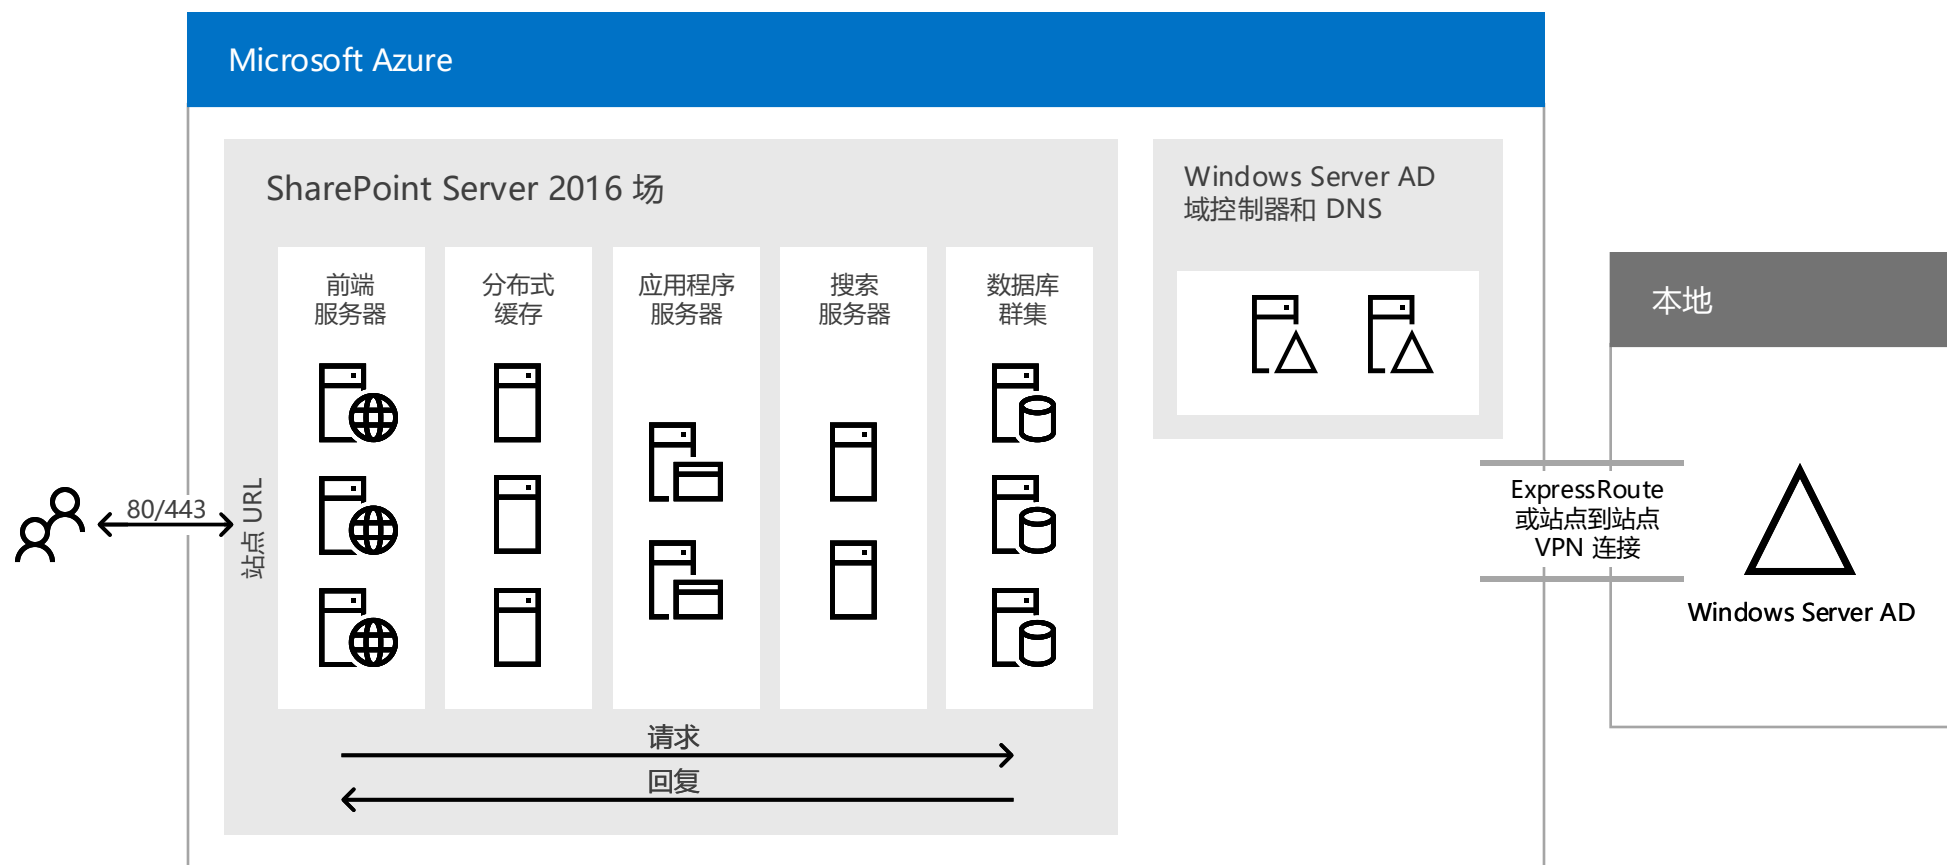 Microsoft Azure
SharePoint Server 2016 场
Windows Server AD
域控制器和 DNS
前端
服务器
分布式
缓存
应用程序
服务器
搜索
服务器
数据库
群集
本地
80/443
站点 URL
ExpressRoute
或站点到站点
VPN 连接
Windows Server AD
请求
回复